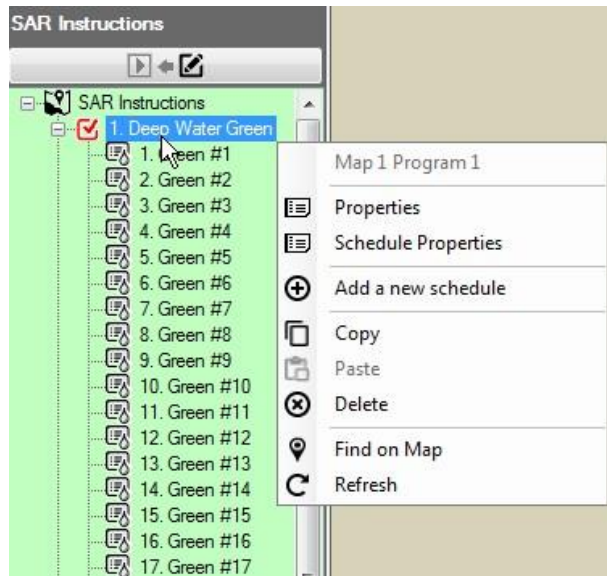 SAR Instructions
SAR Instructions
1. Deep Water Green
1. Green #1
2. Green #2
3. Green #3
4. Green #4
5. Green #5
6. Green #6
7. Green #7
8. Green #8
9. Green #9
10. Green #10
11. Green #11
12. Green #12
13. Green #13
14. Green #14
15. Green #15
16. Green #16
17. Green #17
Map 1 Program 1
Properties
Schedule Properties
Add a new schedule
Copy
Paste
Delete
Find on Map
Refresh